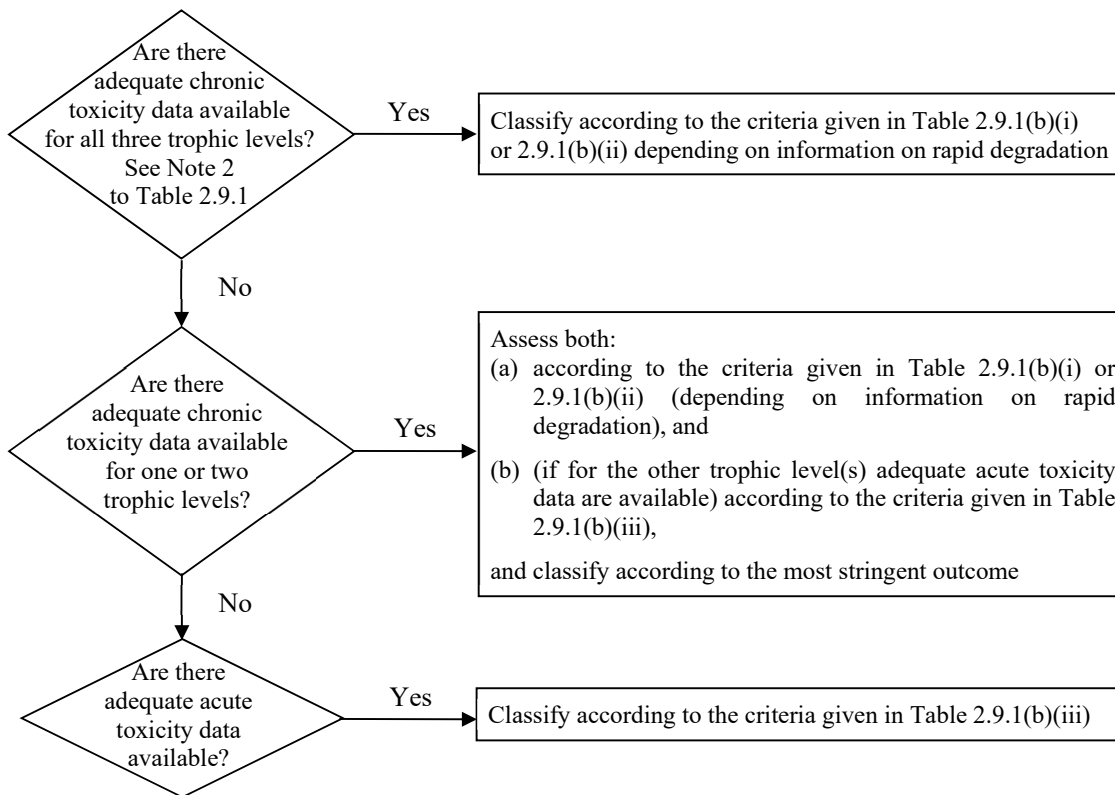 Are there
adequate chronic
toxicity data available
for all three trophic levels?
See Note 2
to Table 2.9.1
Yes
Classify according to the criteria given in Table 2.9.1(b)(i)
or 2.9.1(b)(ii) depending on information on rapid degradation
No
Are there
adequate chronic
toxicity data available
for one or two
trophic levels?
Yes
Assess both:
(a) according to the criteria given in Table 2.9.1(b)(i) or
2.9.1(b)(ii) (depending on information on rapid
degradation), and
(b) (if for the other trophic level(s) adequate acute toxicity
data are available) according to the criteria given in Table
2.9.1(b)(iii),
and classify according to the most stringent outcome
No
Are there
adequate acute
toxicity data
available?
Yes
Classify according to the criteria given in Table 2.9.1(b)(iii)